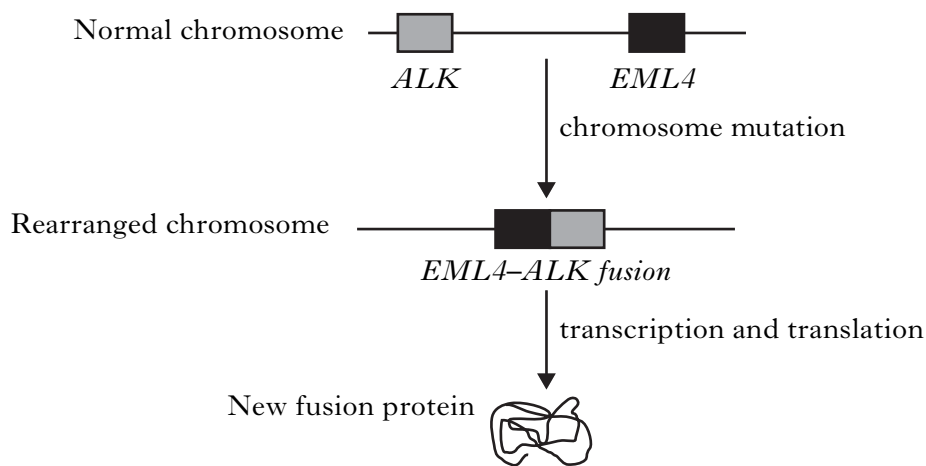 Normal chromosome
ALK EML4
chromosome mutation
Rearranged chromosome
EML4–ALK fusion
transcription and translation
New fusion protein